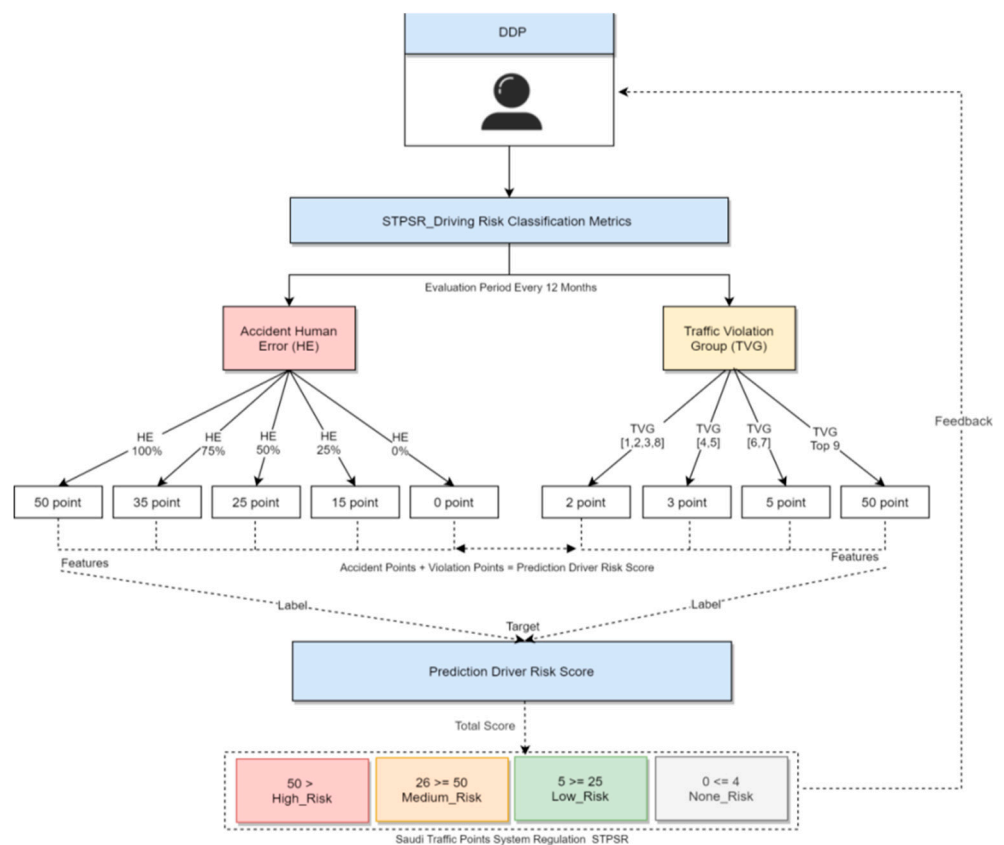 DDP
STPSR_Driving Risk Classification Metrics
Evaluation Period Every 12 Months
Accident Human
Error (HE)
Traffic Violation
Group (TVG)
HE
100%
HE
75%
HE
50%
HE
25%
HE
0%
TVG
[1,2,3,8]
TVG
[4,5]
TVG
[6,7]
TVG
Top 9
Feedback
50 point
35 point
25 point
15 point
0 point
2 point
3 point
5 point
50 point
Features
Features
Accident Points + Violation Points = Prediction Driver Risk Score
Label
Label
Target
Prediction Driver Risk Score
Total Score
50 >
High_Risk
26 >= 50
Medium_Risk
5 >= 25
Low_Risk
0 <= 4
None_Risk
Saudi Traffic Points System Regulation STPSR